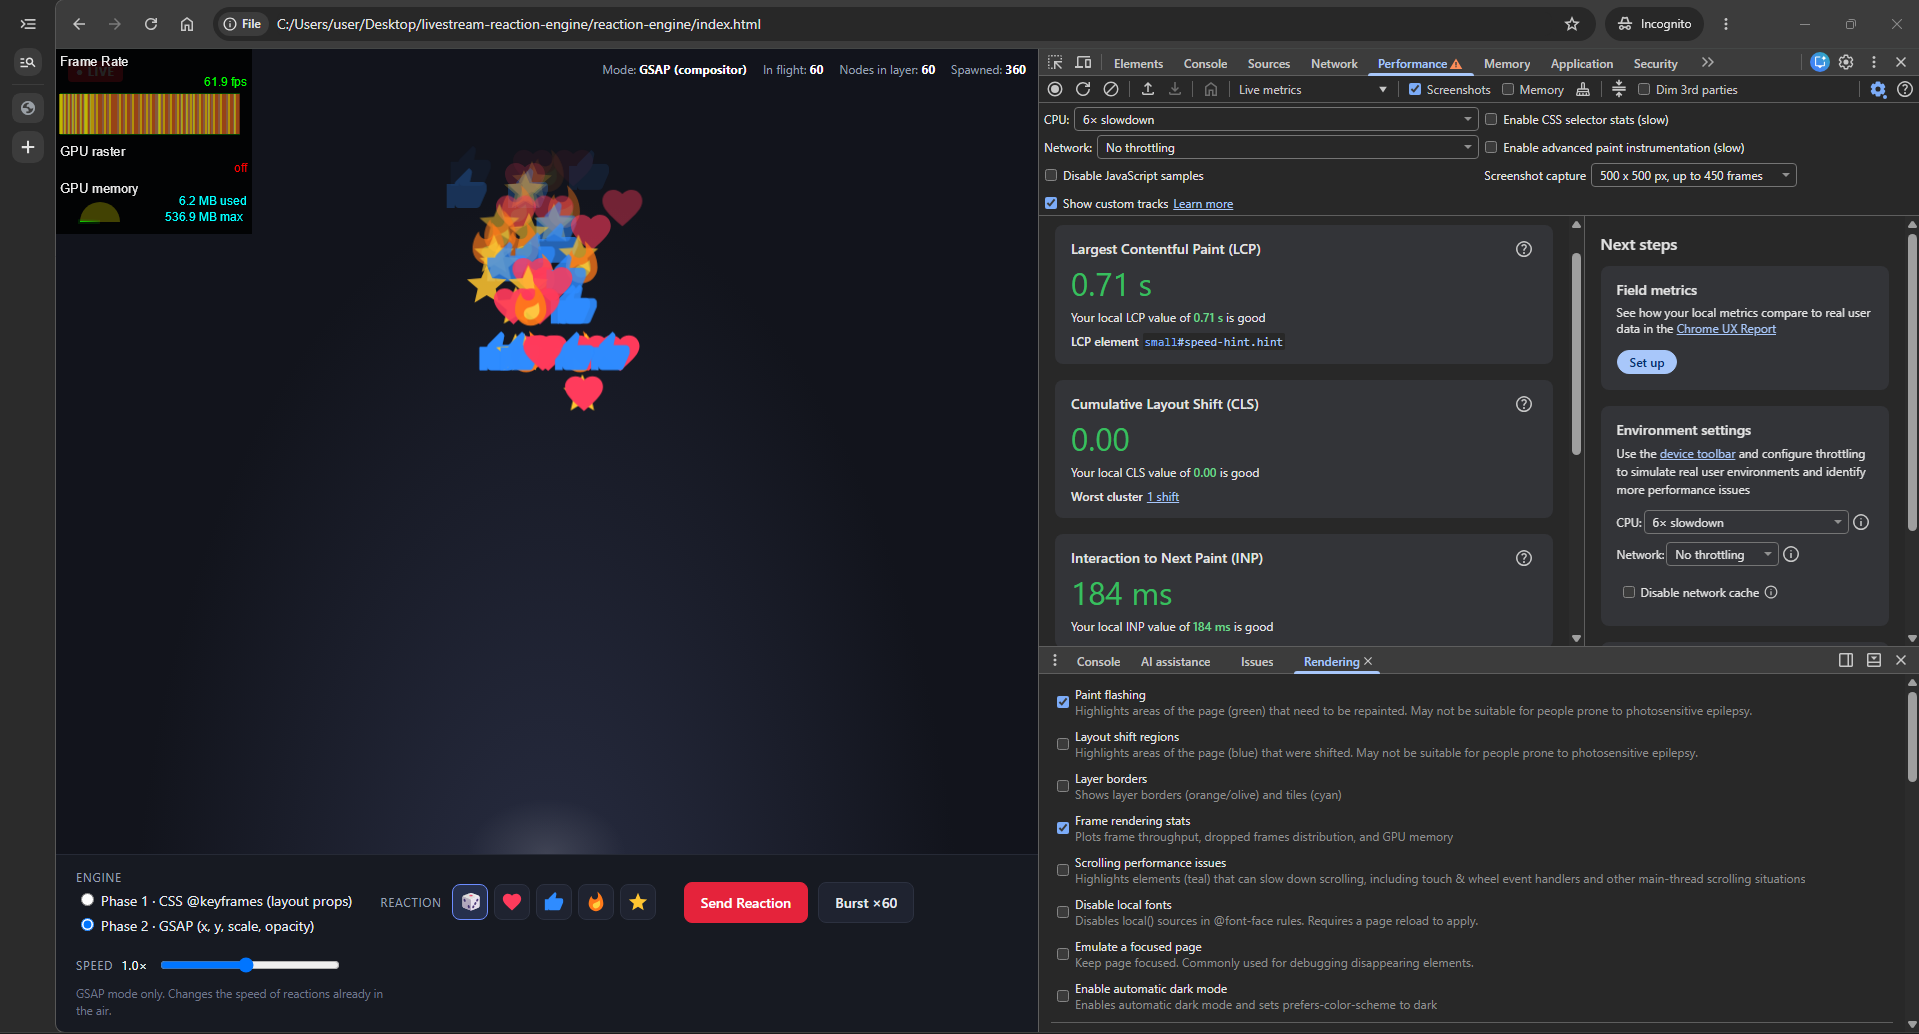 File
C:/Users/user/Desktop/livestream-reaction-engine/reaction-engine/index.html
Incognito
Frame Rate
LIVE
61.9 fps
GPU raster
off
GPU memory
6.2 MB used
536.9 MB max
Mode: GSAP (compositor) In flight: 60 Nodes in layer: 60 Spawned: 360
ENGINE
Phase 1 · CSS @keyframes (layout props)
Phase 2 · GSAP (x, y, scale, opacity)
REACTION
Send Reaction
Burst ×60
SPEED 1.0×
GSAP mode only. Changes the speed of reactions already in
the air.
Elements Console Sources Network Performance Memory Application Security
Live metrics Screenshots Memory Dim 3rd parties
CPU: 6× slowdown Enable CSS selector stats (slow)
Network: No throttling Enable advanced paint instrumentation (slow)
Disable JavaScript samples Screenshot capture 500 x 500 px, up to 450 frames
Show custom tracks Learn more
Largest Contentful Paint (LCP)
0.71 s
Your local LCP value of 0.71 s is good
LCP element small#speed-hint.hint
Cumulative Layout Shift (CLS)
0.00
Your local CLS value of 0.00 is good
Worst cluster 1 shift
Interaction to Next Paint (INP)
184 ms
Your local INP value of 184 ms is good
Next steps
Field metrics
See how your local metrics compare to real user
data in the Chrome UX Report
Set up
Environment settings
Use the device toolbar and configure throttling
to simulate real user environments and identify
more performance issues
CPU: 6× slowdown
Network: No throttling
Disable network cache
Console AI assistance Issues Rendering
Paint flashing
Highlights areas of the page (green) that need to be repainted. May not be suitable for people prone to photosensitive epilepsy.
Layout shift regions
Highlights areas of the page (blue) that were shifted. May not be suitable for people prone to photosensitive epilepsy.
Layer borders
Shows layer borders (orange/olive) and tiles (cyan)
Frame rendering stats
Plots frame throughput, dropped frames distribution, and GPU memory
Scrolling performance issues
Highlights elements (teal) that can slow down scrolling, including touch & wheel event handlers and other main-thread scrolling situations
Disable local fonts
Disables local() sources in @font-face rules. Requires a page reload to apply.
Emulate a focused page
Keep page focused. Commonly used for debugging disappearing elements.
Enable automatic dark mode
Enables automatic dark mode and sets prefers-color-scheme to dark